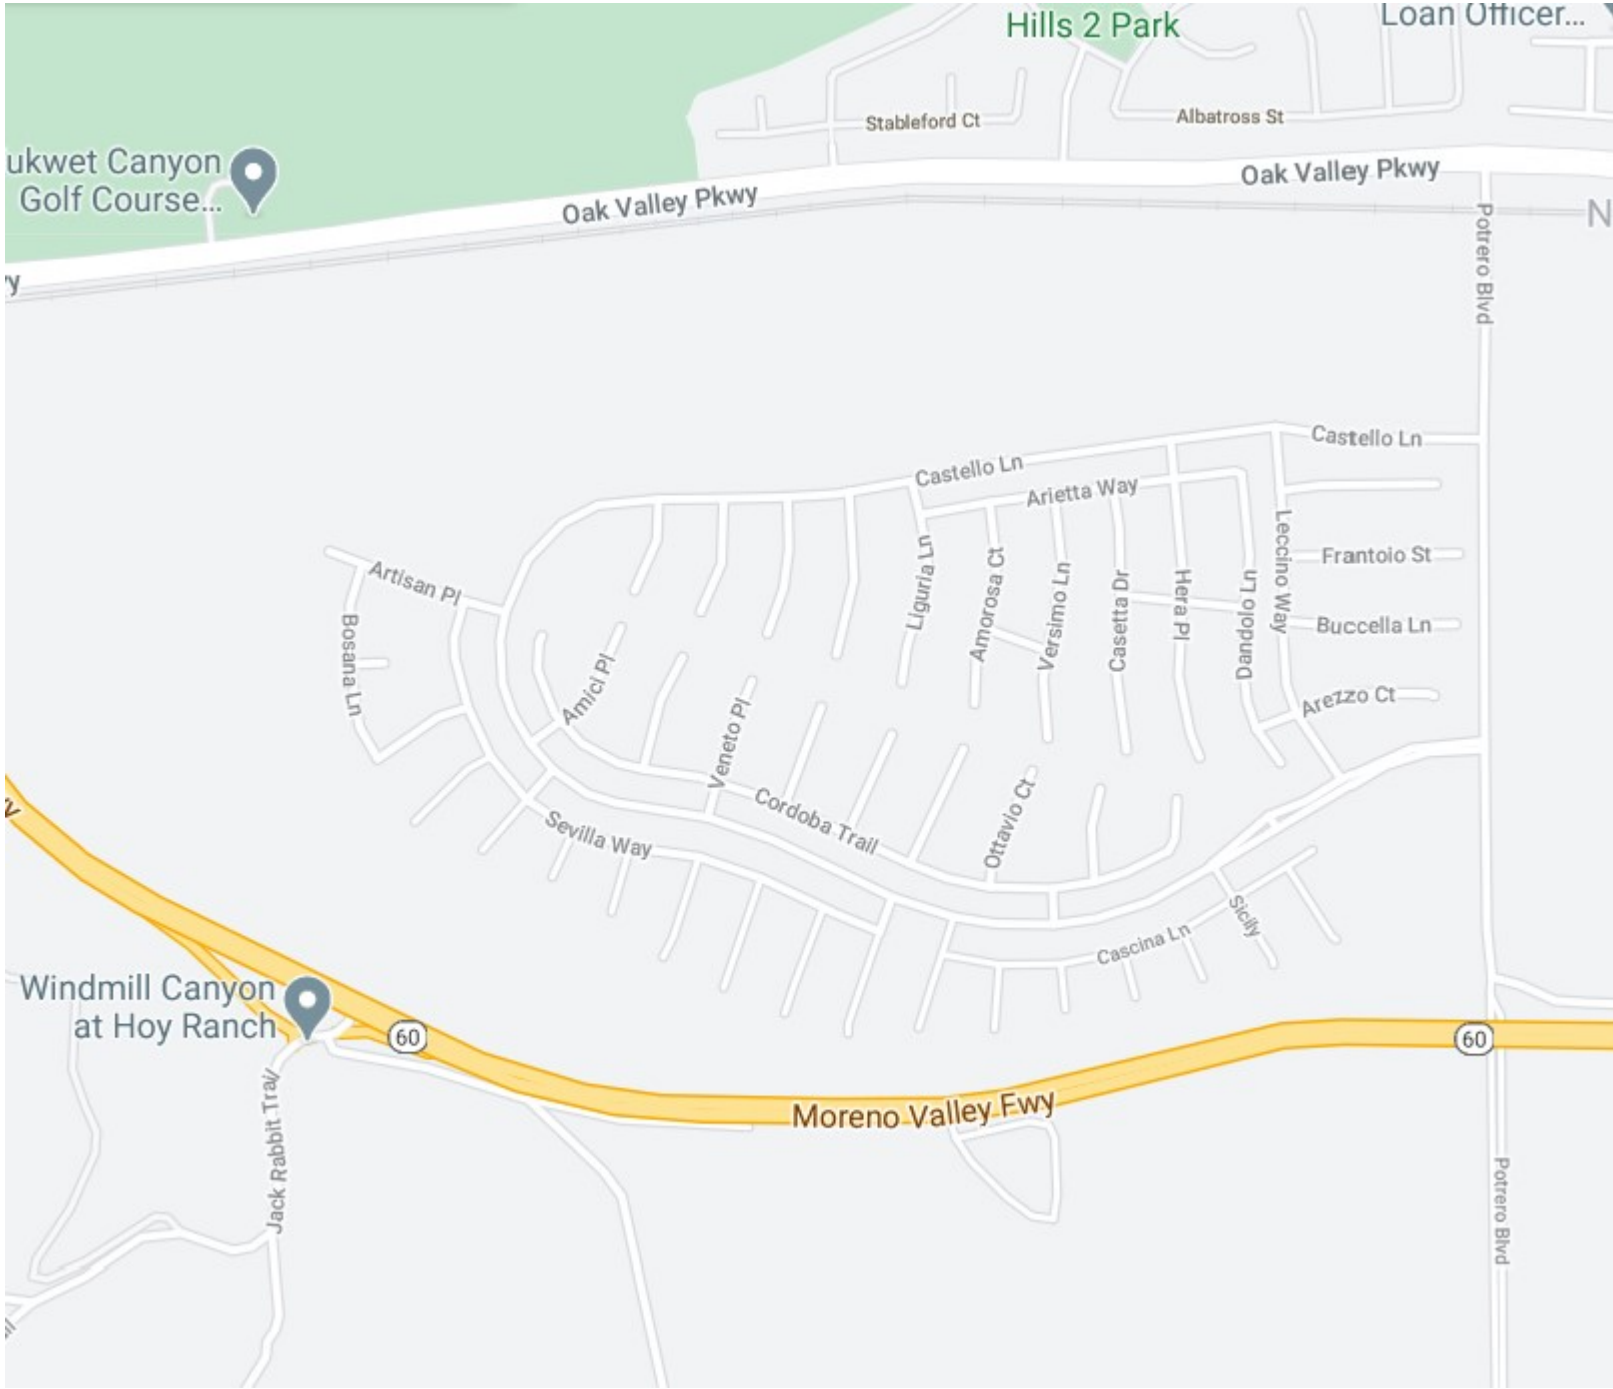 Hills 2 Park
Loan Officer...
Stableford Ct
Albatross St
ukwet Canyon
Golf Course...
Oak Valley Pkwy
Oak Valley Pkwy
N
Potrero Blvd
Castello Ln
Castello Ln
Arietta Way
Leccino Way
Frantoio St
Artisan Pl
Liguria Ln
Amorosa Ct
Versimo Ln
Casetta Dr
Hera Pl
Dandolo Ln
Buccella Ln
Bosana Ln
Amici Pl
Arezzo Ct
Veneto Pl
Cordoba Trail
Ottavio Ct
Sevilla Way
Sicily
Cascina Ln
Windmill Canyon
at Hoy Ranch
60
60
Moreno Valley Fwy
Jack Rabbit Trail
Potrero Blvd